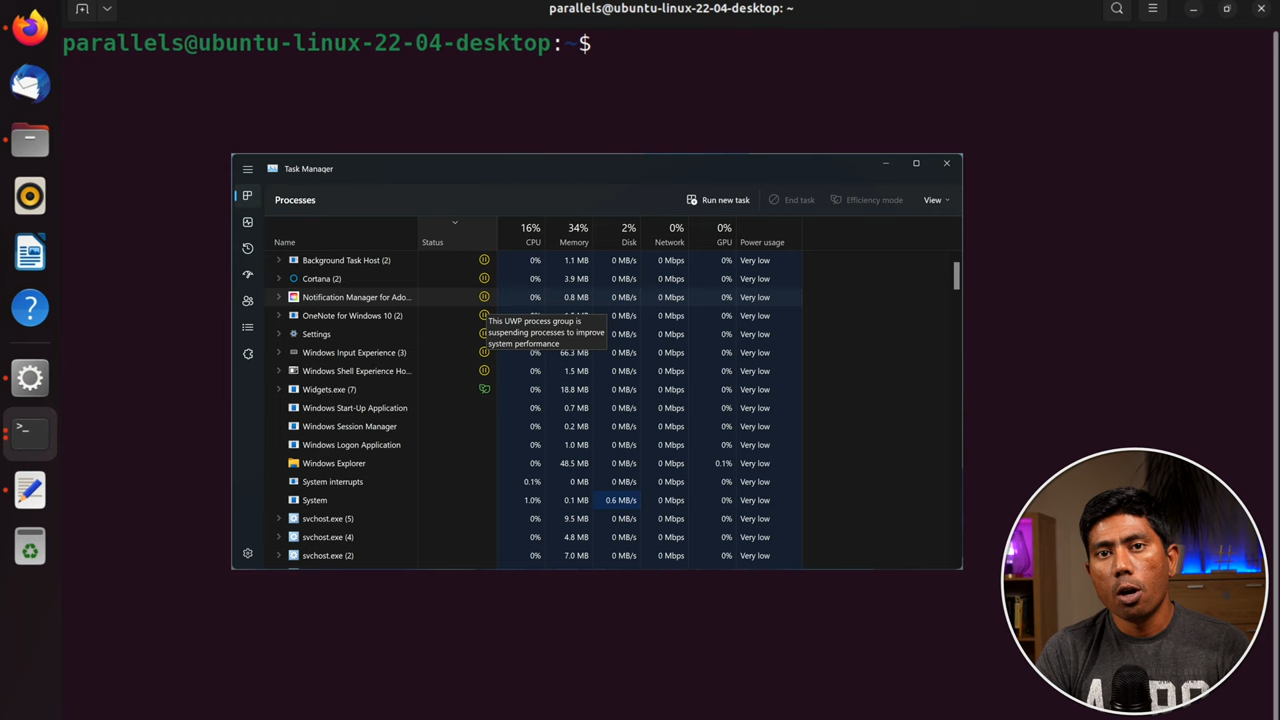 parallels@ubuntu-linux-22-04-desktop: ~
parallels@ubuntu-linux-22-04-desktop:~$
Task Manager
Processes
Run new task
End task
Efficiency mode
View
16% 34% 2% 0% 0%
Name Status CPU Memory Disk Network GPU Power usage
Background Task Host (2) 0% 1.1 MB 0 MB/s 0 Mbps 0% Very low
Cortana (2) 0% 3.9 MB 0 MB/s 0 Mbps 0% Very low
Notification Manager for Ado... 0% 0.8 MB 0 MB/s 0 Mbps 0% Very low
OneNote for Windows 10 (2) 0% 0 MB/s 0 Mbps 0% Very low
This UWP process group is
suspending processes to improve
system performance
Settings 0 MB/s 0 Mbps 0% Very low
Windows Input Experience (3) 0% 66.3 MB 0 MB/s 0 Mbps 0% Very low
Windows Shell Experience Ho... 0% 1.5 MB 0 MB/s 0 Mbps 0% Very low
Widgets.exe (7) 0% 18.8 MB 0 MB/s 0 Mbps 0% Very low
Windows Start-Up Application 0% 0.7 MB 0 MB/s 0 Mbps 0% Very low
Windows Session Manager 0% 0.2 MB 0 MB/s 0 Mbps 0% Very low
Windows Logon Application 0% 1.0 MB 0 MB/s 0 Mbps 0% Very low
Windows Explorer 0% 48.5 MB 0 MB/s 0 Mbps 0.1% Very low
System interrupts 0.1% 0 MB 0 MB/s 0 Mbps 0% Very low
System 1.0% 0.1 MB 0.6 MB/s 0 Mbps 0% Very low
svchost.exe (5) 0% 9.5 MB 0 MB/s 0 Mbps 0% Very low
svchost.exe (4) 0% 4.8 MB 0 MB/s 0 Mbps 0% Very low
svchost.exe (2) 0% 7.0 MB 0 MB/s 0 Mbps 0% Very low